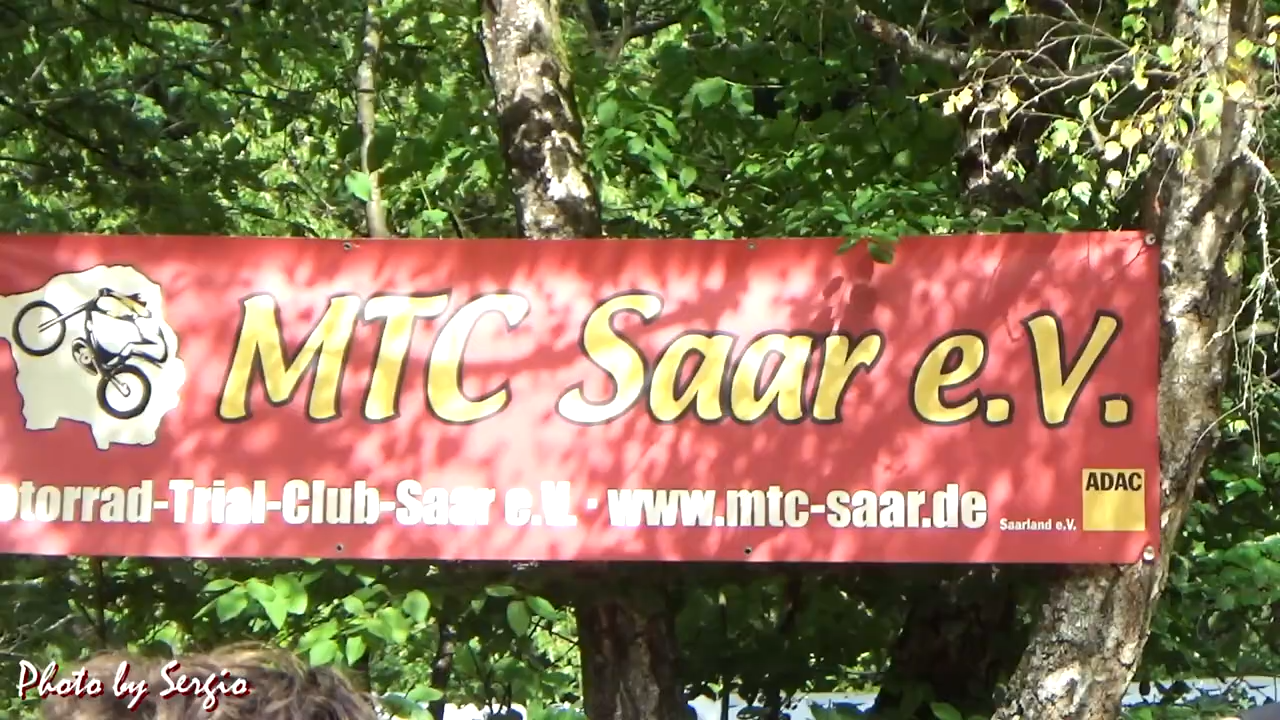 MTC Saar e.V.
otorrad-Trial-Club-Saar e.V. · www.mtc-saar.de
Saarland e.V.
ADAC
Photo by Sergio